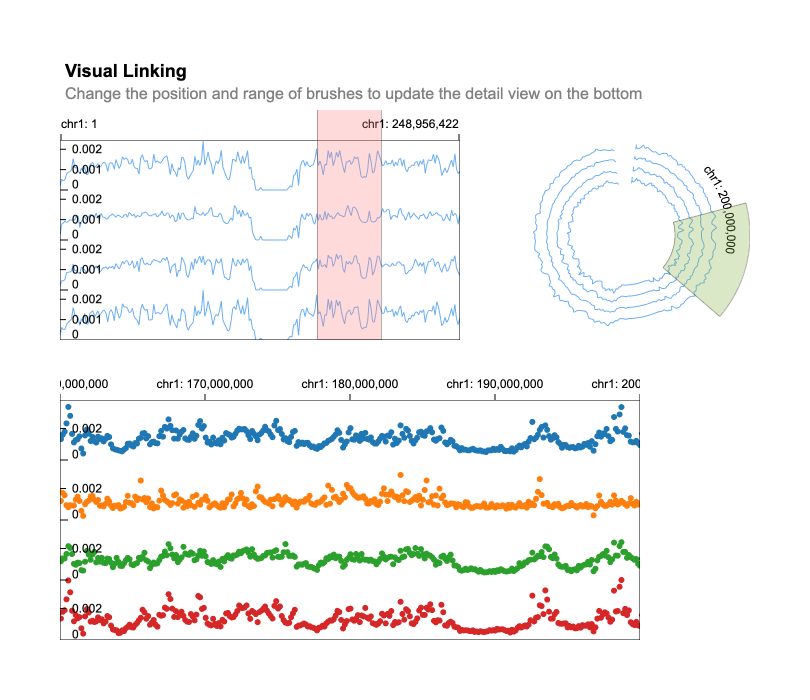 Visual Linking
Change the position and range of brushes to update the detail view on the bottom
chr1: 1
chr1: 248,956,422
0.002
0.001
0
0.002
0.001
0
0.002
0.001
0
0.002
0.001
0
chr1: 200,000,000
0,000,000
chr1: 170,000,000
chr1: 180,000,000
chr1: 190,000,000
chr1: 200
0.002
0
0.002
0
0.002
0
0.002
0